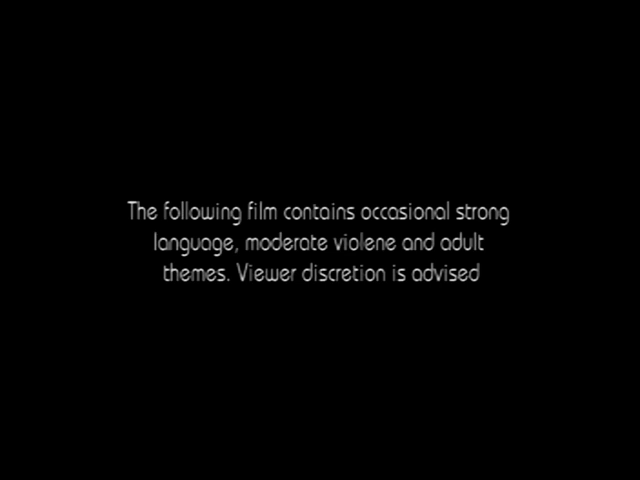 The following film contains occasional strong
language, moderate violene and adult
themes. Viewer discretion is advised